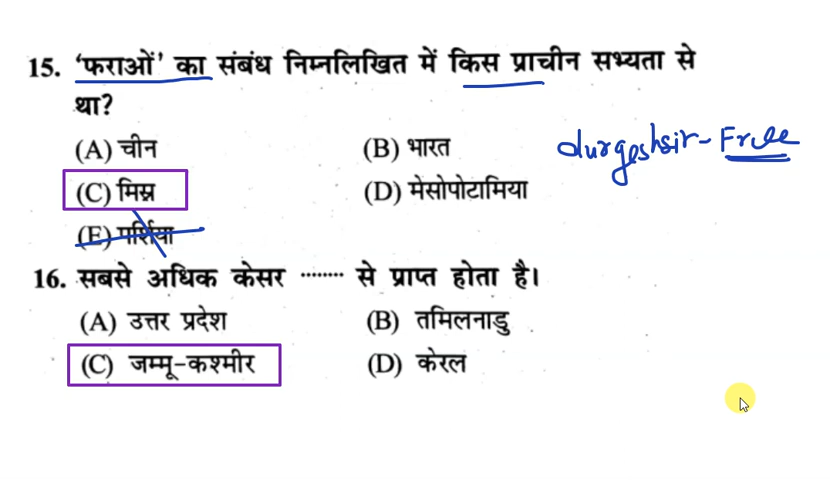 15. ‘फराओं’ का संबंध निम्नलिखित में किस प्राचीन सभ्यता से
था?
(A) चीन (B) भारत
durgeshsir - Free
(C) मिस्र (D) मेसोपोटामिया
(E) पर्शिया
16. सबसे अधिक केसर ········ से प्राप्त होता है।
(A) उत्तर प्रदेश (B) तमिलनाडु
(C) जम्मू-कश्मीर (D) केरल